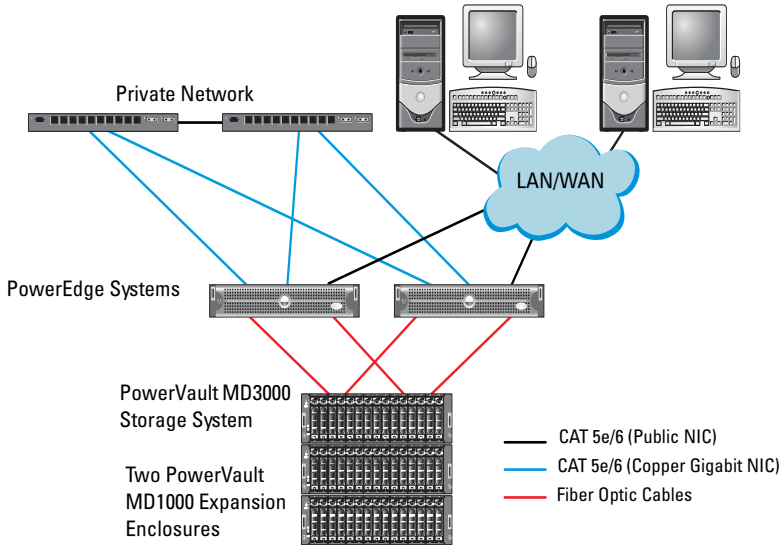 Private Network
LAN/WAN
PowerEdge Systems
PowerVault MD3000
Storage System
Two PowerVault
MD1000 Expansion
Enclosures
CAT 5e/6 (Public NIC)
CAT 5e/6 (Copper Gigabit NIC)
Fiber Optic Cables